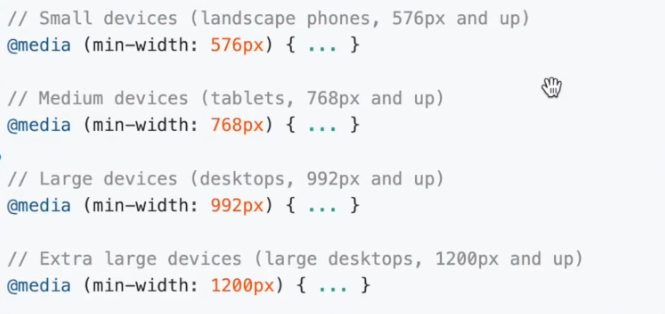 // Small devices (landscape phones, 576px and up)
@media (min-width: 576px) { ... }
// Medium devices (tablets, 768px and up)
@media (min-width: 768px) { ... }
// Large devices (desktops, 992px and up)
@media (min-width: 992px) { ... }
// Extra large devices (large desktops, 1200px and up)
@media (min-width: 1200px) { ... }